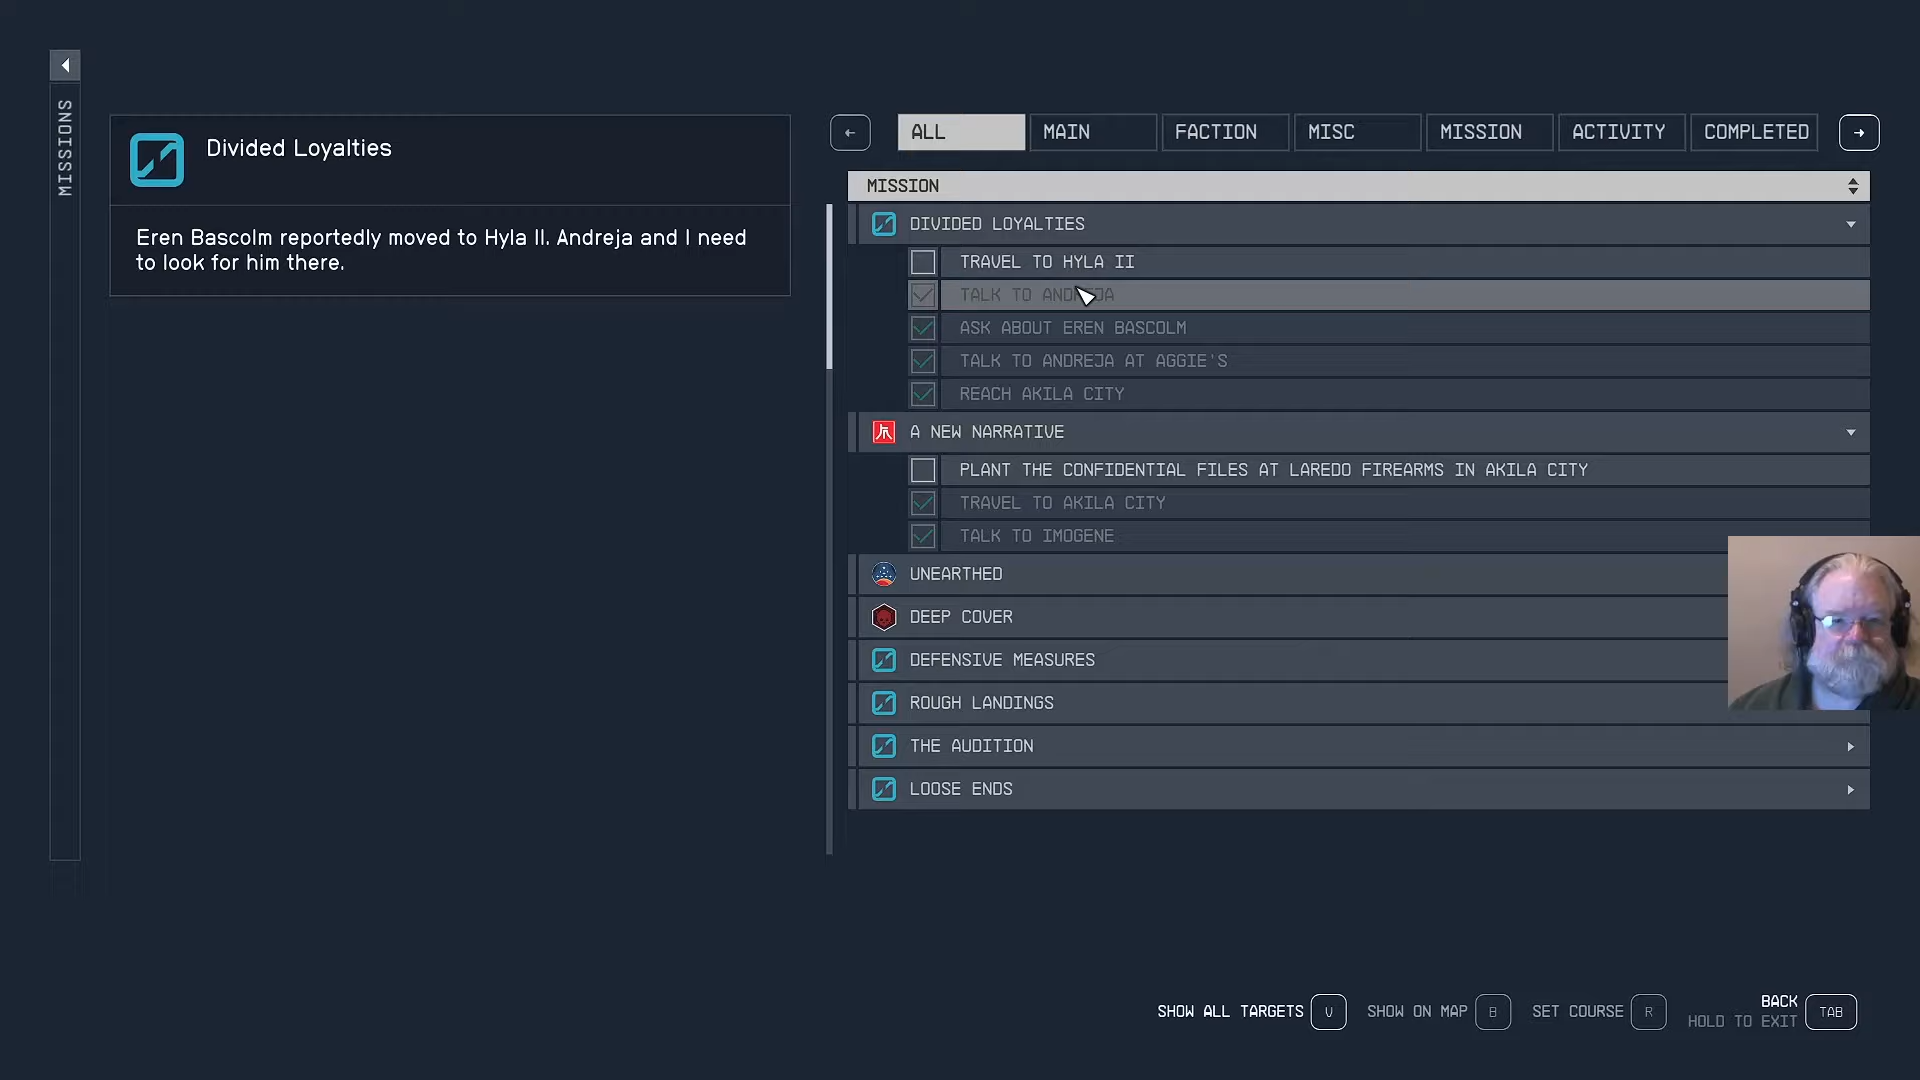 MISSIONS
Divided Loyalties
Eren Bascolm reportedly moved to Hyla II. Andreja and I need
to look for him there.
ALL
MAIN
FACTION
MISC
MISSION
ACTIVITY
COMPLETED
MISSION
DIVIDED LOYALTIES
TRAVEL TO HYLA II
TALK TO ANDREJA
ASK ABOUT EREN BASCOLM
TALK TO ANDREJA AT AGGIE'S
REACH AKILA CITY
A NEW NARRATIVE
PLANT THE CONFIDENTIAL FILES AT LAREDO FIREARMS IN AKILA CITY
TRAVEL TO AKILA CITY
TALK TO IMOGENE
UNEARTHED
DEEP COVER
DEFENSIVE MEASURES
ROUGH LANDINGS
THE AUDITION
LOOSE ENDS
SHOW ALL TARGETS V
SHOW ON MAP B
SET COURSE R
BACK
HOLD TO EXIT
TAB